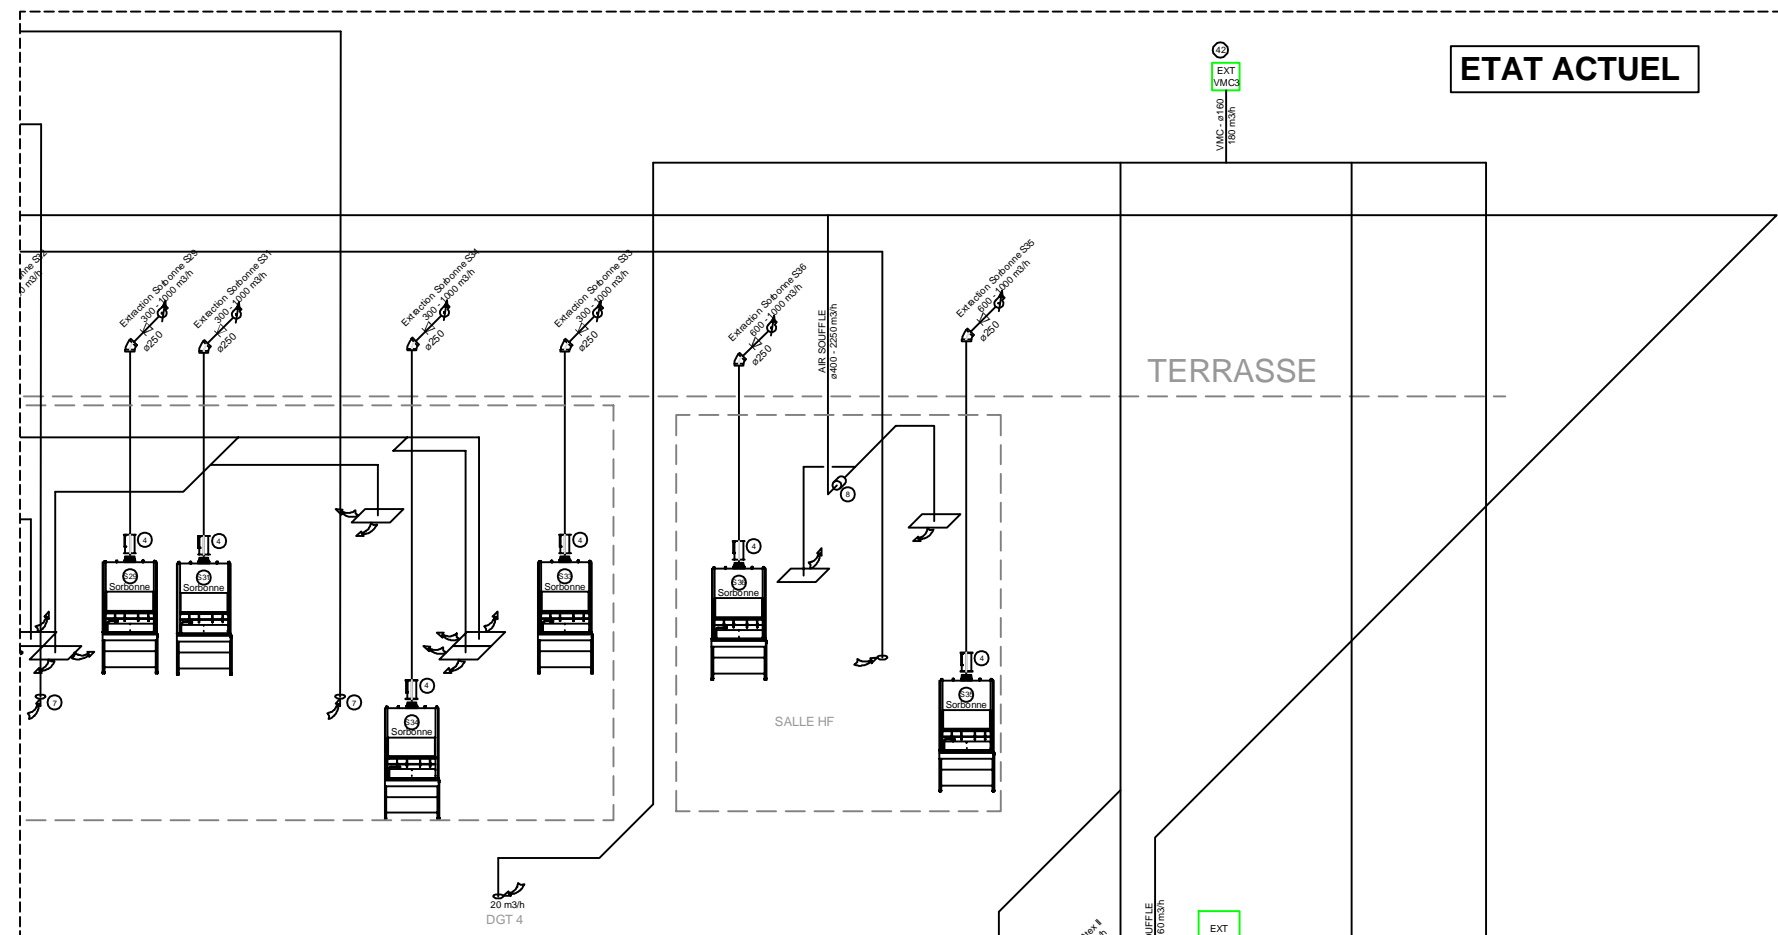 42
EXT
VMC3
ETAT ACTUEL
VMC - ø160
180 m3/h
Extraction Sorbonne S29
300 - 1000 m3/h
ø250
Extraction Sorbonne S31
300 - 1000 m3/h
ø250
Extraction Sorbonne S34
300 - 1000 m3/h
ø250
Extraction Sorbonne S33
300 - 1000 m3/h
ø250
Extraction Sorbonne S36
600 - 1000 m3/h
ø250
AIR SOUFFLE
ø400 - 2250 m3/h
Extraction Sorbonne S35
600 - 1000 m3/h
ø250
TERRASSE
8
4
S29
Sorbonne
4
S31
Sorbonne
4
S33
Sorbonne
4
S36
Sorbonne
4
S35
Sorbonne
7
7
4
S34
Sorbonne
SALLE HF
20 m3/h
DGT 4
EXT